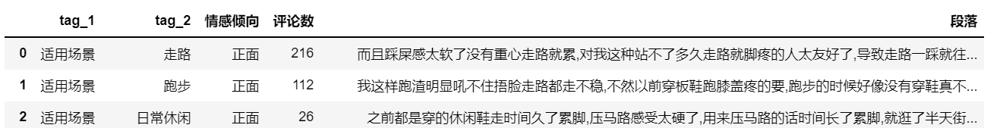 tag_1 tag_2 情感倾向 评论数 段落
0 适用场景 走路 正面 216 而且踩屎感太软了没有重心走路就累,对我这种站不了多久走路就脚疼的人太友好了,导致走路一踩就往...
1 适用场景 跑步 正面 112 我这样跑渣明显吼不住捂脸走路都走不稳,不然以前穿板鞋跑膝盖疼的要,跑步的时候好像没有穿鞋真不...
2 适用场景 日常休闲 正面 26 之前都是穿的休闲鞋走时间久了累脚,压马路感受太硬了,用来压马路的话时间长了累脚,就逛了半天街...